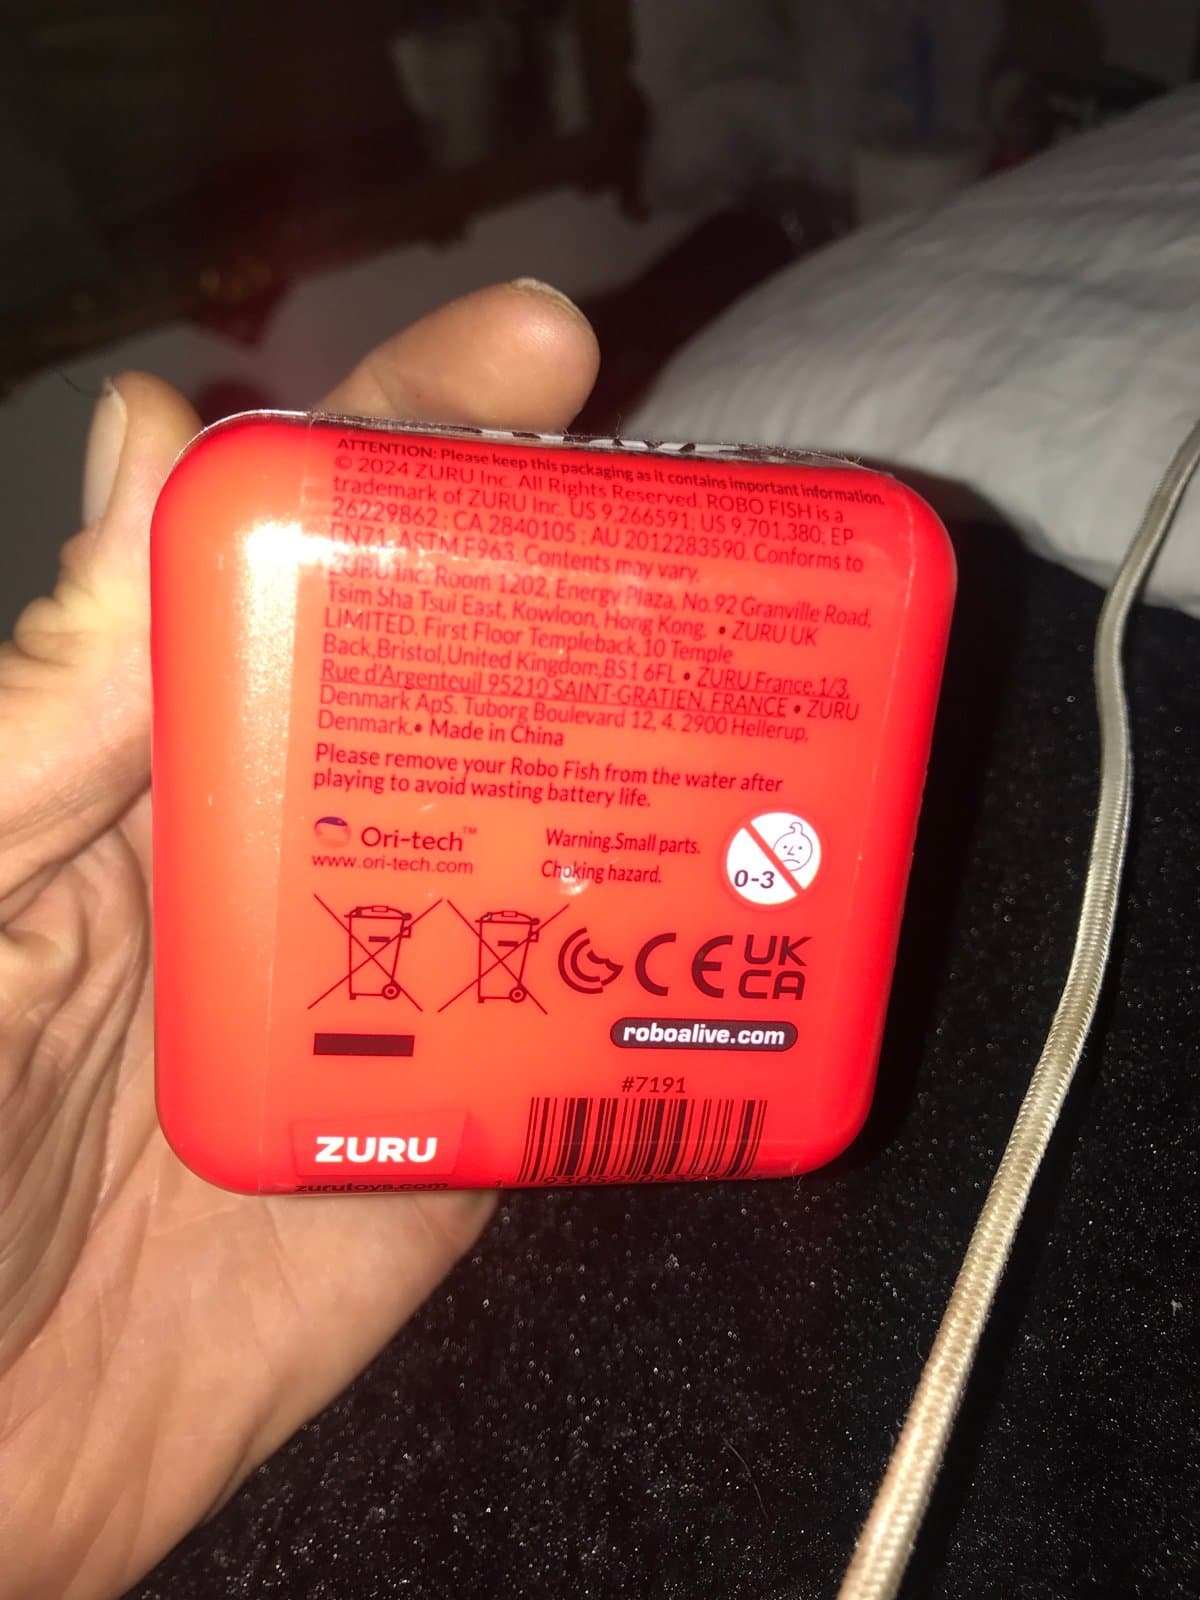 ATTENTION: Please keep this packaging as it contains important information.
© 2024 ZURU Inc. All Rights Reserved. ROBO FISH is a
trademark of ZURU Inc. US 9,266591; US 9,701,380; EP
26229862 ; CA 2840105 ; AU 2012283590. Conforms to
EN71, ASTM F963. Contents may vary.
ZURU Inc. Room 1202, Energy Plaza, No.92 Granville Road,
Tsim Sha Tsui East, Kowloon, Hong Kong. • ZURU UK
LIMITED. First Floor Templeback,10 Temple
Back,Bristol,United Kingdom,BS1 6FL • ZURU France,1/3,
Rue d'Argenteuil 95210 SAINT-GRATIEN, FRANCE • ZURU
Denmark ApS. Tuborg Boulevard 12, 4. 2900 Hellerup,
Denmark.• Made in China
Please remove your Robo Fish from the water after
playing to avoid wasting battery life.
Ori-tech™
www.ori-tech.com
Warning.Small parts.
Choking hazard.
0-3
CE
UK
CA
roboalive.com
#7191
ZURU
zurutoys.com